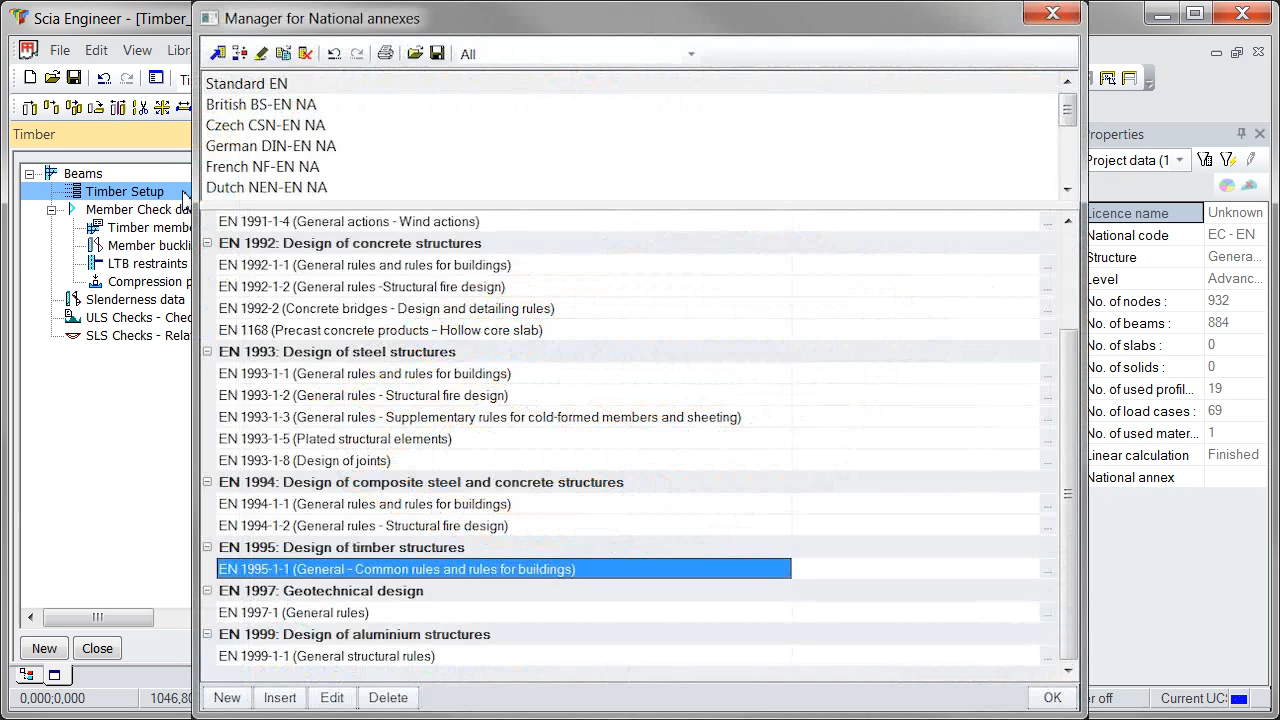 Scia Engineer - [Timber_
Manager for National annexes
File Edit View Libr
All
Standard EN
British BS-EN NA
Czech CSN-EN NA
German DIN-EN NA
French NF-EN NA
Dutch NEN-EN NA
Timber
Beams
Timber Setup
Member Check da
Timber membe
Member buckli
LTB restraints
Compression p
Slenderness data
ULS Checks - Chec
SLS Checks - Rela
New Close
0,000;0,000 1046,80
EN 1991-1-4 (General actions - Wind actions) ...
EN 1992: Design of concrete structures
EN 1992-1-1 (General rules and rules for buildings) ...
EN 1992-1-2 (General rules -Structural fire design) ...
EN 1992-2 (Concrete bridges - Design and detailing rules) ...
EN 1168 (Precast concrete products - Hollow core slab) ...
EN 1993: Design of steel structures
EN 1993-1-1 (General rules and rules for buildings) ...
EN 1993-1-2 (General rules - Structural fire design) ...
EN 1993-1-3 (General rules - Supplementary rules for cold-formed members and sheeting) ...
EN 1993-1-5 (Plated structural elements) ...
EN 1993-1-8 (Design of joints) ...
EN 1994: Design of composite steel and concrete structures
EN 1994-1-1 (General rules and rules for buildings) ...
EN 1994-1-2 (General rules - Structural fire design) ...
EN 1995: Design of timber structures
EN 1995-1-1 (General - Common rules and rules for buildings) ...
EN 1997: Geotechnical design
EN 1997-1 (General rules) ...
EN 1999: Design of aluminium structures
EN 1999-1-1 (General structural rules) ...
New Insert Edit Delete OK
Properties
Project data (1
Licence name Unknown
National code EC - EN
Structure Genera...
Level Advanc...
No. of nodes : 932
No. of beams : 884
No. of slabs : 0
No. of solids : 0
No. of used profil... 19
No. of load cases : 69
No. of used mater... 1
Linear calculation Finished
National annex
er off Current UCS